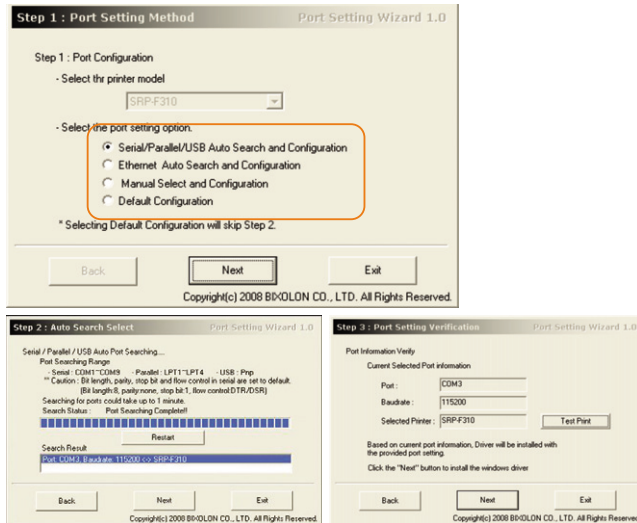 Step 1 : Port Setting Method
Port Setting Wizard 1.0
Step 1 : Port Configuration
- Select thr printer model
SRP-F310
- Select the port setting option.
Serial/Parallel/USB Auto Search and Configuration
Ethernet Auto Search and Configuration
Manual Select and Configuration
Default Configuration
* Selecting Default Configuration will skip Step 2.
Back
Next
Exit
Copyright(c) 2008 BIXOLON CO., LTD. All Rights Reserved.
Step 2 : Auto Search Select
Port Setting Wizard 1.0
Serial / Parallel / USB Auto Port Searching....
Port Searching Range
- Serial : COM1~COM9 - Parallel : LPT1~LPT4 - USB : Pnp
** Caution : Bit length, parity, stop bit and flow control in serial are set to default.
(Bit length:8, parity:none, stop bit:1, flow control:DTR/DSR)
Searching for ports could take up to 1 minute.
Search Status : Port Searching Complete!!
Restart
Search Result
Port: COM3, Baudrate: 115200 <-> SRP-F310
Back
Next
Exit
Copyright(c) 2008 BIXOLON CO., LTD. All Rights Reserved.
Step 3 : Port Setting Verification
Port Setting Wizard 1.0
Port Information Verify
Current Selected Port information
Port :
COM3
Baudrate :
115200
Selected Printer :
SRP-F310
Test Print
Based on current port information, Driver will be installed with
the provided port setting.
Click the "Next" button to install the windows driver
Back
Next
Exit
Copyright(c) 2008 BIXOLON CO., LTD. All Rights Reserved.